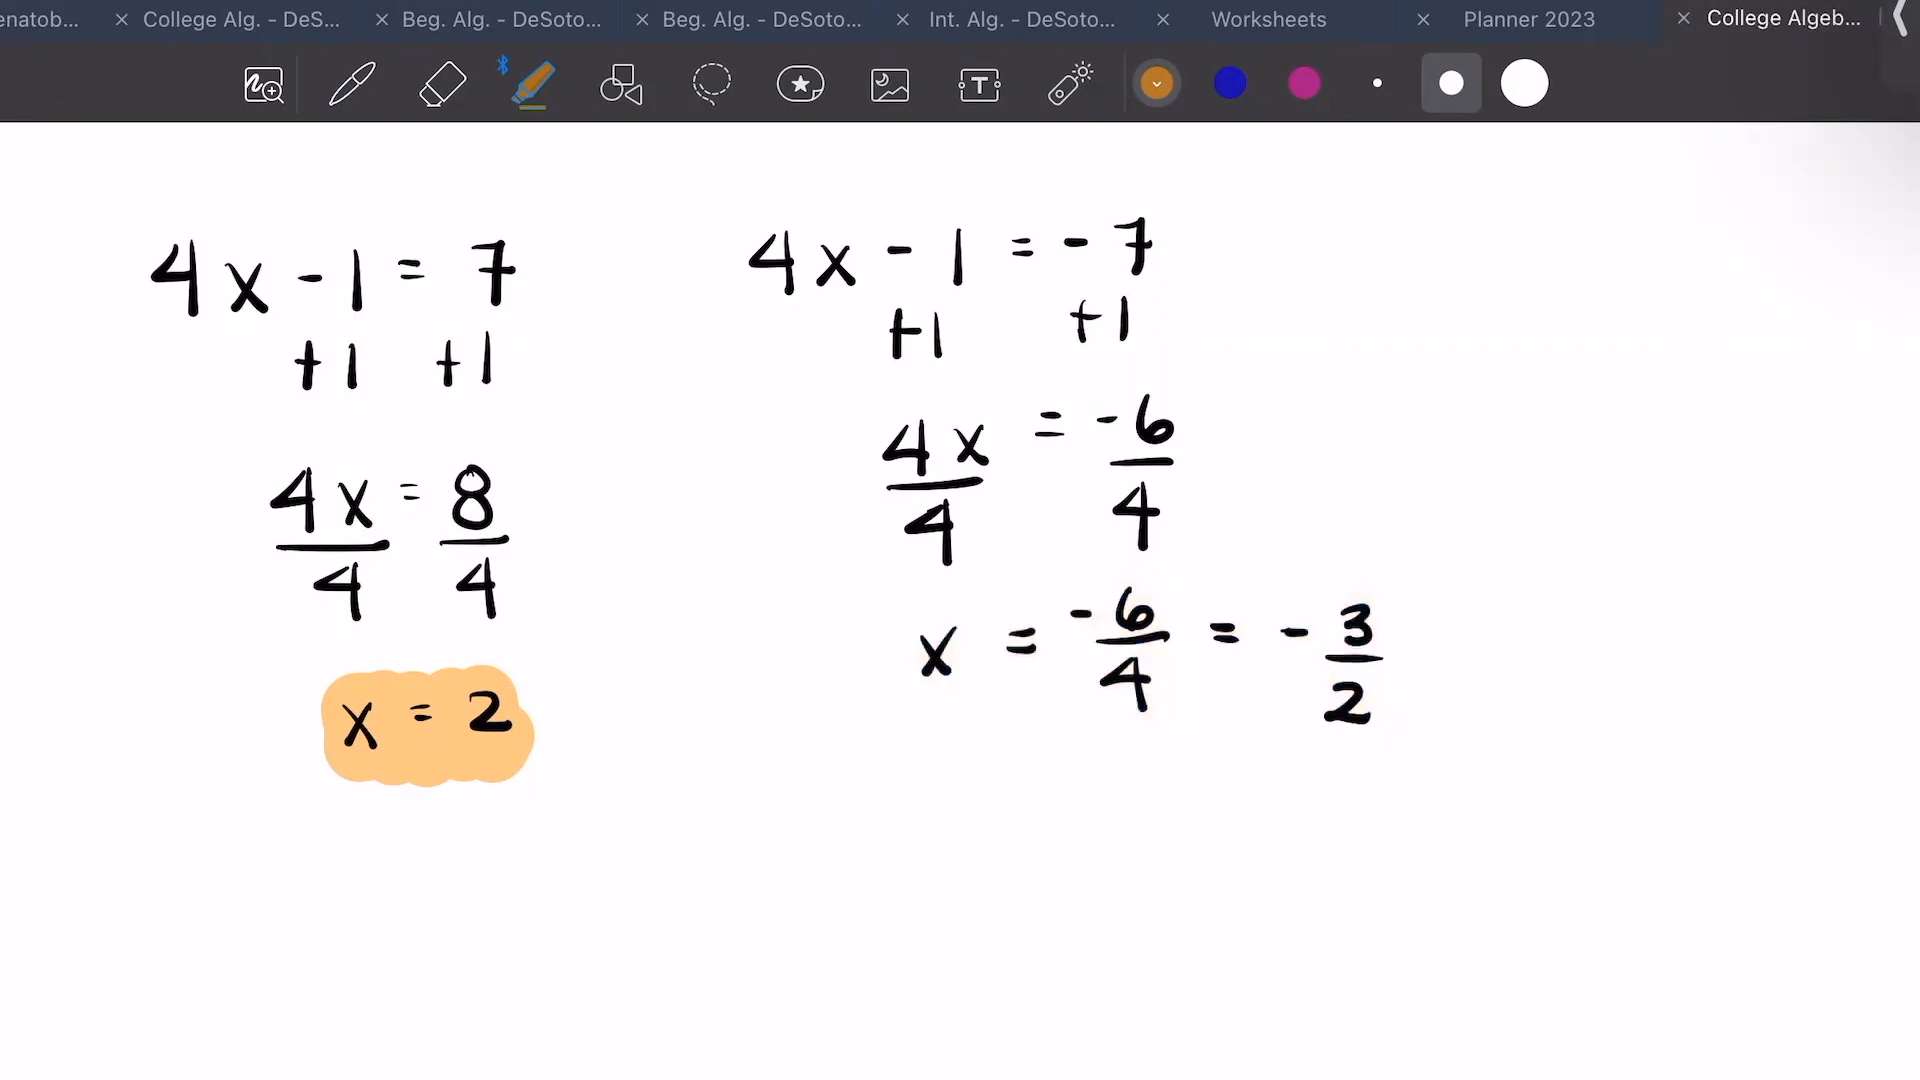 enatob... × College Alg. - DeS... × Beg. Alg. - DeSoto... × Beg. Alg. - DeSoto... × Int. Alg. - DeSoto... × Worksheets × Planner 2023 × College Algeb...
T
4x - 1 = 7
+1 +1
4x = 8
4 4
x = 2
4x - 1 = - 7
+1 +1
4x = -6
4 4
x = -6 = - 3
4 2